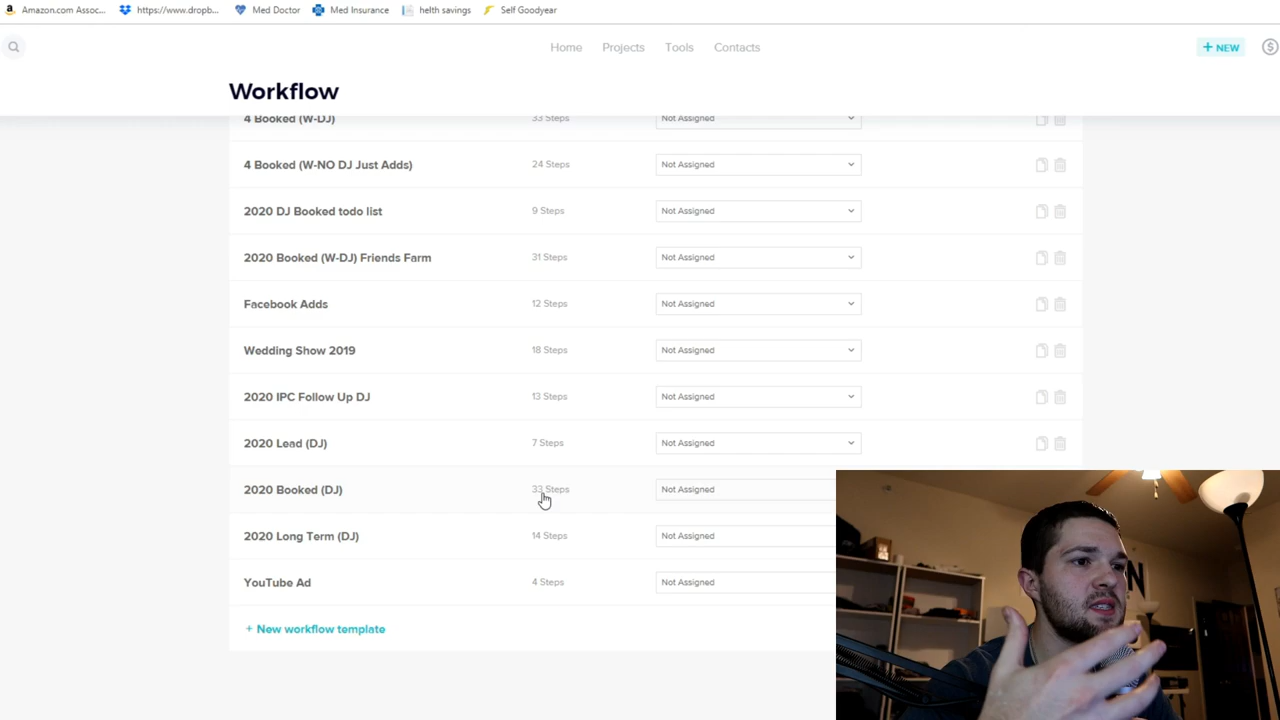 Amazon.com Assoc... https://www.dropb... Med Doctor Med Insurance helth savings Self Goodyear
Home Projects Tools Contacts + NEW $
Workflow
4 Booked (W-DJ) 33 Steps Not Assigned
4 Booked (W-NO DJ Just Adds) 24 Steps Not Assigned
2020 DJ Booked todo list 9 Steps Not Assigned
2020 Booked (W-DJ) Friends Farm 31 Steps Not Assigned
Facebook Adds 12 Steps Not Assigned
Wedding Show 2019 18 Steps Not Assigned
2020 IPC Follow Up DJ 13 Steps Not Assigned
2020 Lead (DJ) 7 Steps Not Assigned
2020 Booked (DJ) 33 Steps Not Assigned
2020 Long Term (DJ) 14 Steps Not Assigned
YouTube Ad 4 Steps Not Assigned
+ New workflow template
N